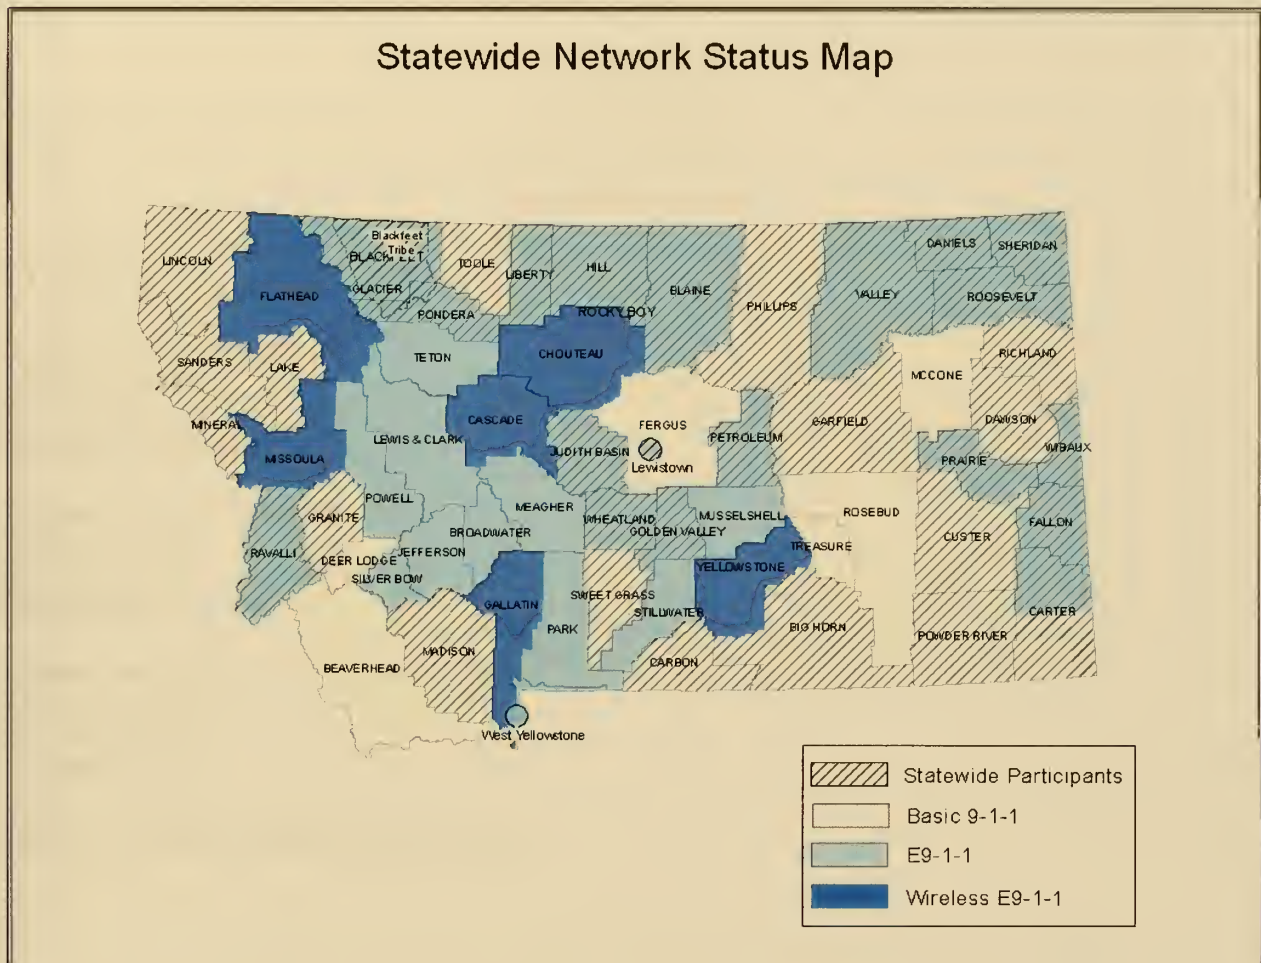 Statewide Network Status Map
Blackfeet
Tribe
LINCOLN
BLACKFEET
TOOLE
LIBERTY
HILL
BLAINE
DANIELS
SHERIDAN
FLATHEAD
GLACIER
PONDERA
ROCKY BOY
PHILLIPS
VALLEY
ROOSEVELT
SANDERS
LAKE
TETON
CHOUTEAU
MCCONE
RICHLAND
MINERAL
MISSOULA
LEWIS & CLARK
CASCADE
JUDITH BASIN
FERGUS
Lewistown
PETROLEUM
GARFIELD
DAWSON
PRAIRIE
WIBAUX
POWELL
GRANITE
MEAGHER
WHEATLAND
GOLDEN VALLEY
MUSSELSHELL
ROSEBUD
CUSTER
FALLON
RAVALLI
DEER LODGE
JEFFERSON
BROADWATER
SILVER BOW
GALLATIN
SWEET GRASS
STILLWATER
YELLOWSTONE
TREASURE
PARK
CARBON
BIG HORN
POWDER RIVER
CARTER
BEAVERHEAD
MADISON
West Yellowstone
Statewide Participants
Basic 9-1-1
E9-1-1
Wireless E9-1-1